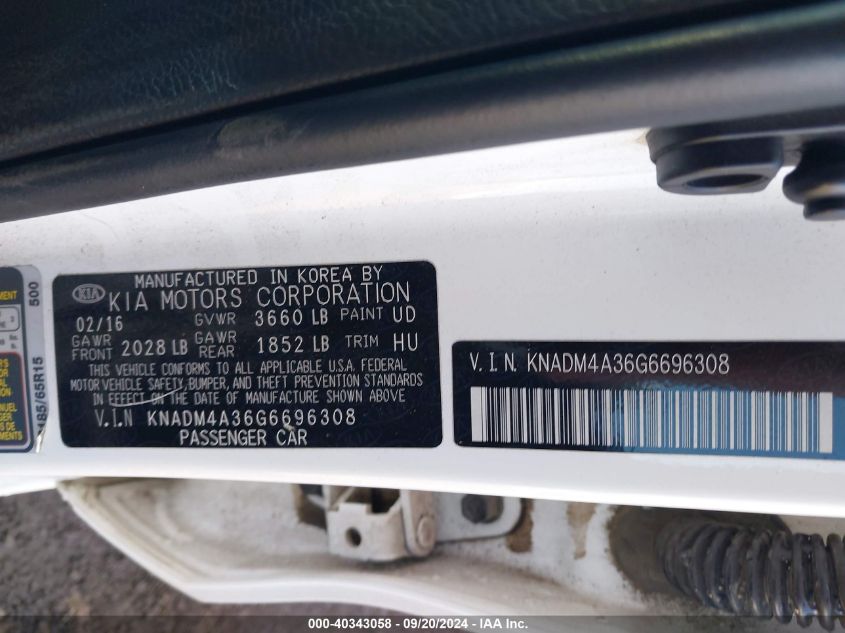 MANUFACTURED IN KOREA BY
KIA KIA MOTORS CORPORATION
02/16 GVWR 3660 LB PAINT UD
GAWR FRONT 2028 LB GAWR REAR 1852 LB TRIM HU
THIS VEHICLE CONFORMS TO ALL APPLICABLE U.S.A. FEDERAL
MOTOR VEHICLE SAFETY, BUMPER, AND THEFT PREVENTION STANDARDS
IN EFFECT ON THE DATE OF MANUFACTURE SHOWN ABOVE
V.I.N KNADM4A36G6696308
PASSENGER CAR
V.I.N. KNADM4A36G6696308
500
185/65R15
000-40343058 - 09/20/2024 - IAA Inc.